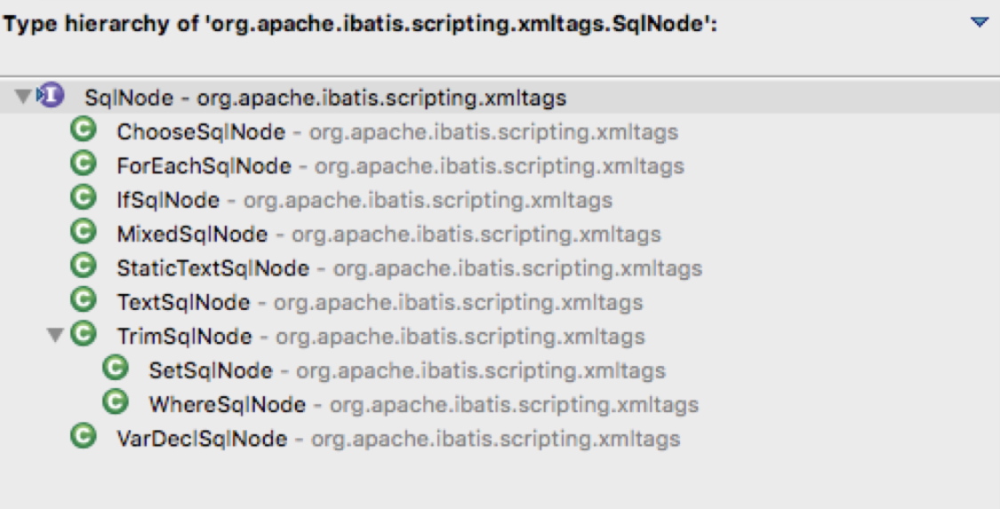 Type hierarchy of 'org.apache.ibatis.scripting.xmltags.SqlNode':
SqlNode - org.apache.ibatis.scripting.xmltags
ChooseSqlNode - org.apache.ibatis.scripting.xmltags
ForEachSqlNode - org.apache.ibatis.scripting.xmltags
IfSqlNode - org.apache.ibatis.scripting.xmltags
MixedSqlNode - org.apache.ibatis.scripting.xmltags
StaticTextSqlNode - org.apache.ibatis.scripting.xmltags
TextSqlNode - org.apache.ibatis.scripting.xmltags
TrimSqlNode - org.apache.ibatis.scripting.xmltags
SetSqlNode - org.apache.ibatis.scripting.xmltags
WhereSqlNode - org.apache.ibatis.scripting.xmltags
VarDeclSqlNode - org.apache.ibatis.scripting.xmltags